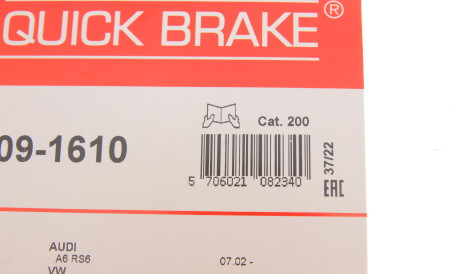 QUICK BRAKE®
Cat. 200
09-1610
5 706021 082340
37/22
EAC
AUDI
A6 RS6 07.02 -
VW